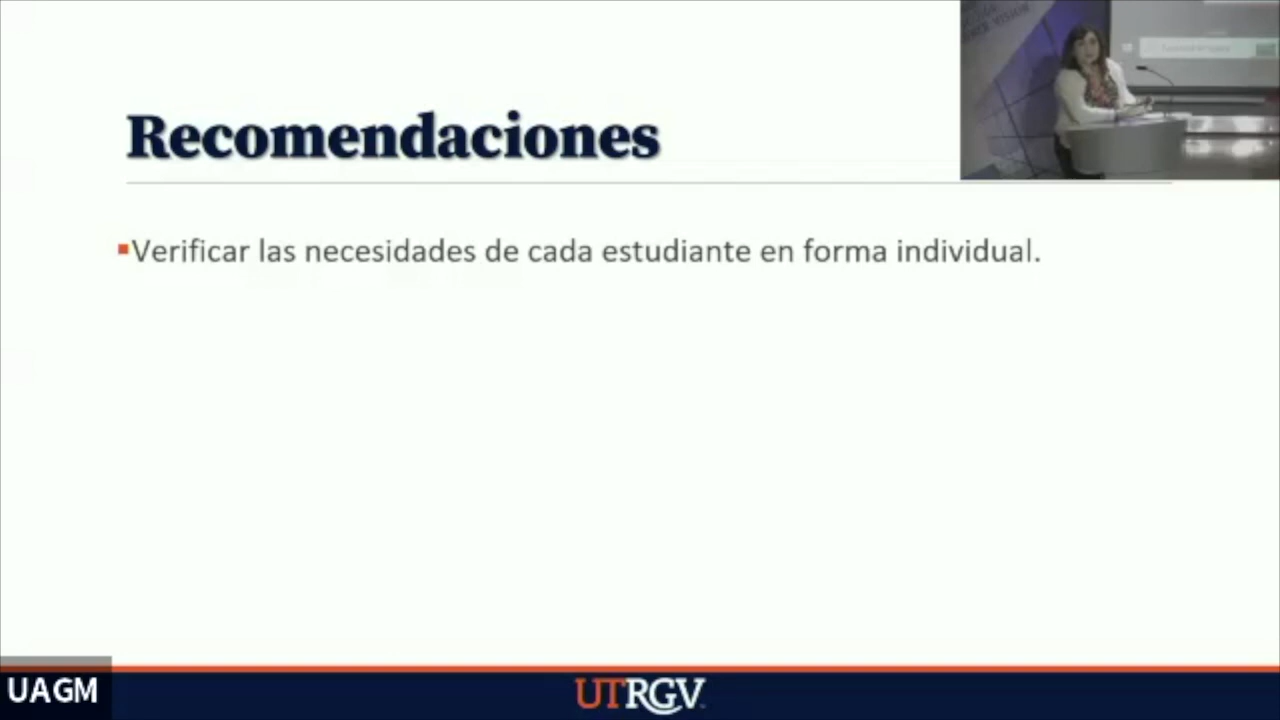 Recomendaciones
Verificar las necesidades de cada estudiante en forma individual.
UAGM
UTRGV